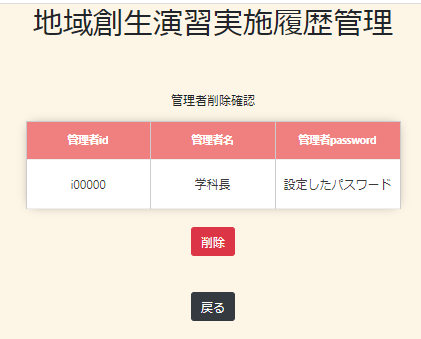 地域創生演習実施履歴管理
管理者削除確認
管理者id 管理者名 管理者password
i00000 学科長 設定したパスワード
削除
戻る